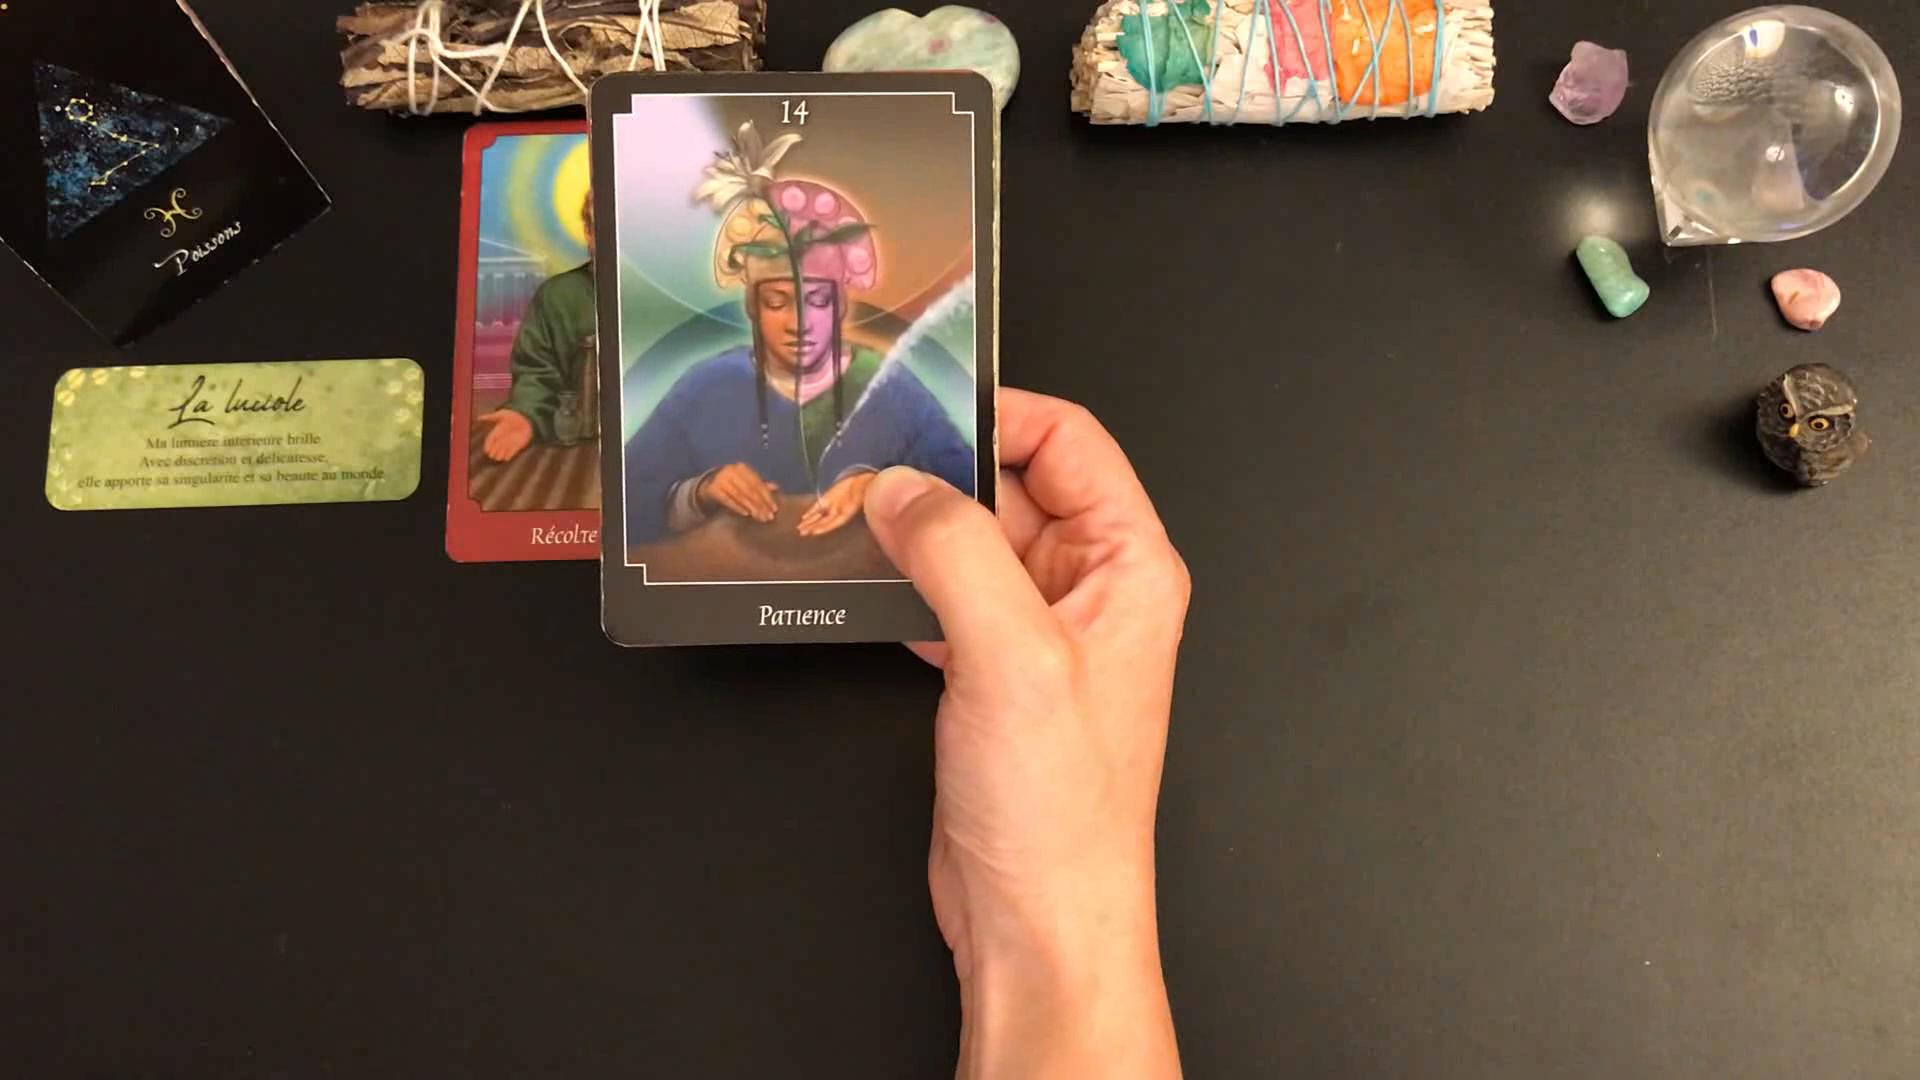 Poissons
La luciole
Ma lumière intérieure brille
Avec discrétion et délicatesse,
elle apporte sa singularité et sa beauté au monde
Récolte
14
Patience